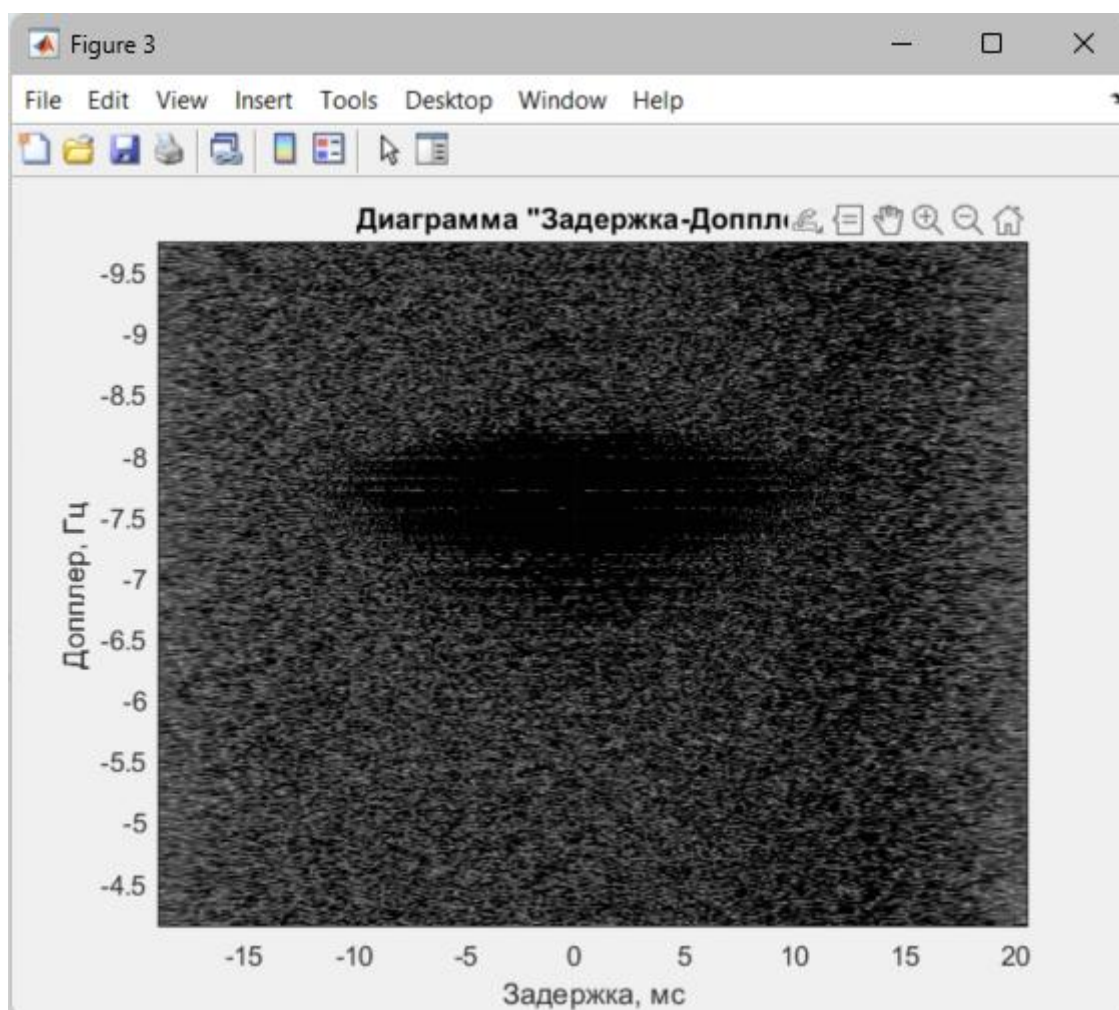 Figure 3
File Edit View Insert Tools Desktop Window Help
Диаграмма "Задержка-Доппл
-9.5
-9
-8.5
-8
-7.5
-7
-6.5
-6
-5.5
-5
-4.5
Допплер, Гц
-15 -10 -5 0 5 10 15 20
Задержка, мс